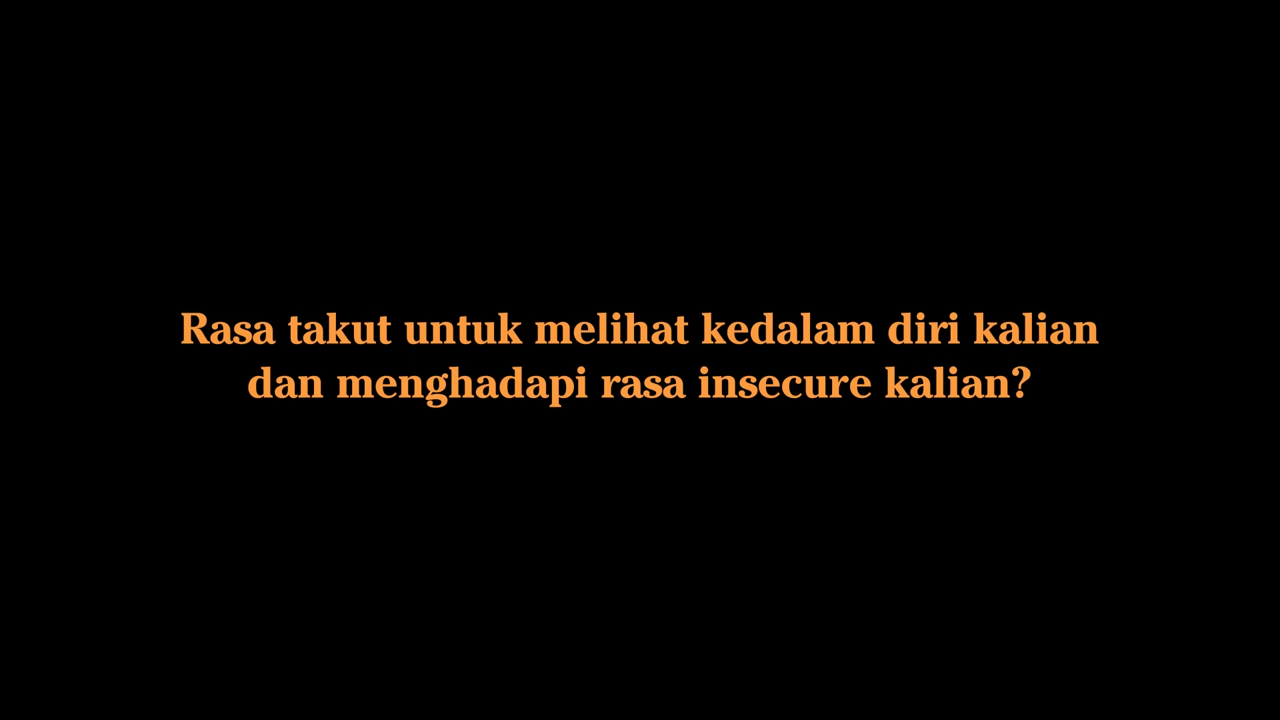 Rasa takut untuk melihat kedalam diri kalian
dan menghadapi rasa insecure kalian?